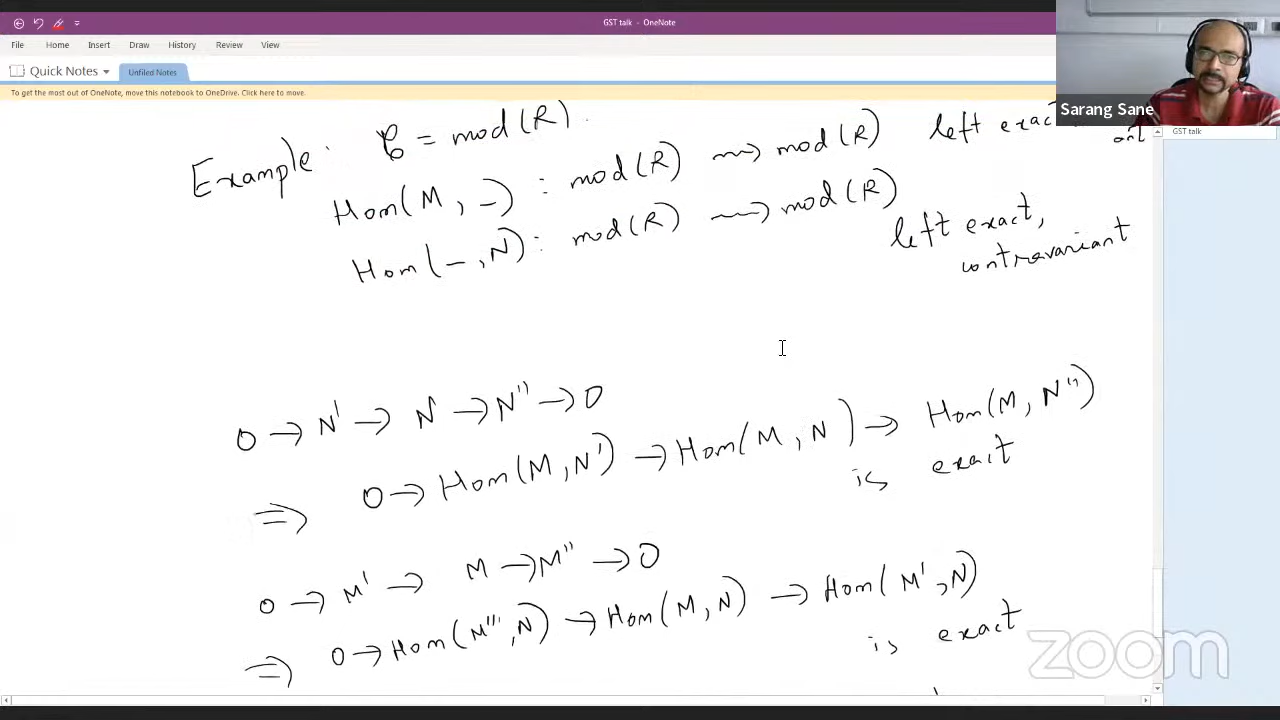 GST talk - OneNote
File Home Insert Draw History Review View
Quick Notes
Unfiled Notes
To get the most out of OneNote, move this notebook to OneDrive. Click here to move.
Sarang Sane
GST talk
Example: C = mod(R).
Hom(M, -) : mod(R) ⇝ mod(R) left exact
Hom(-, N) : mod(R) ⇝ mod(R) left exact,
contravariant
0 → N' → N → N'' → 0
⇒ 0 → Hom(M, N') → Hom(M, N) → Hom(M, N'')
is exact
0 → M' → M → M'' → 0
⇒ 0 → Hom(M'', N) → Hom(M, N) → Hom(M', N)
is exact
zoom